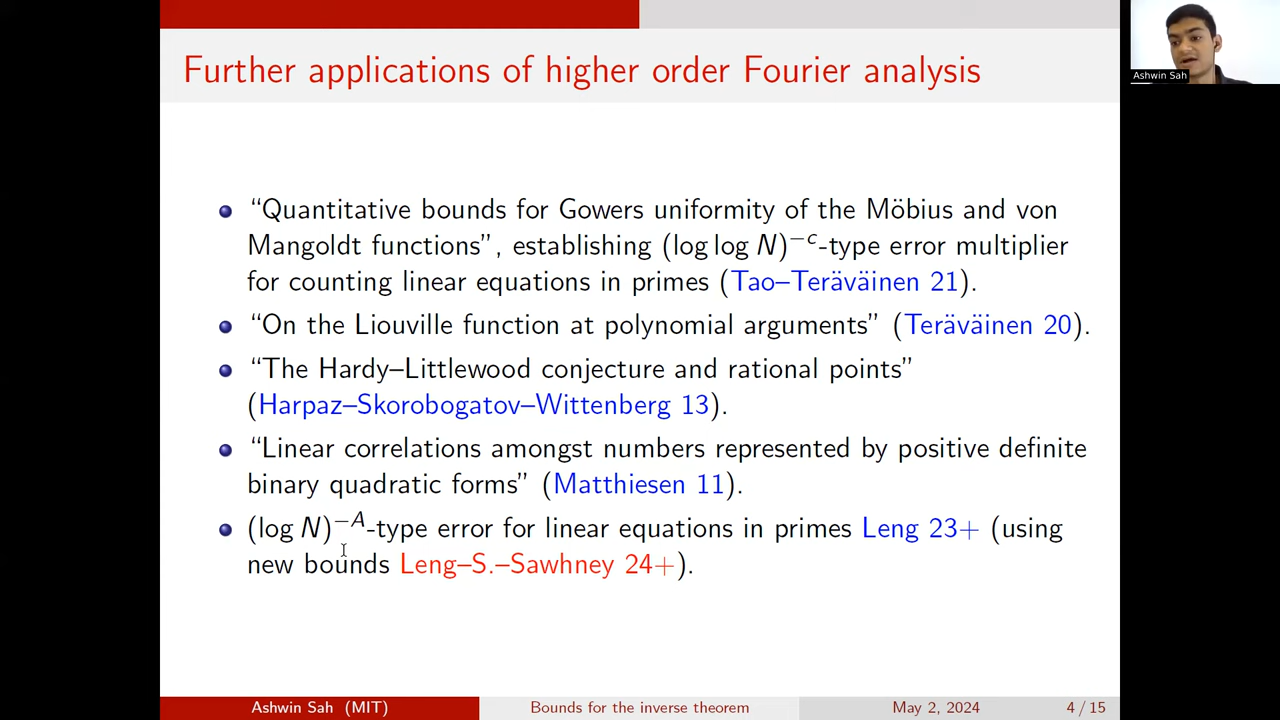 Further applications of higher order Fourier analysis
Ashwin Sah
“Quantitative bounds for Gowers uniformity of the Möbius and von
Mangoldt functions”, establishing (log log N)^{−c}-type error multiplier
for counting linear equations in primes (Tao–Teräväinen 21).
“On the Liouville function at polynomial arguments” (Teräväinen 20).
“The Hardy–Littlewood conjecture and rational points”
(Harpaz–Skorobogatov–Wittenberg 13).
“Linear correlations amongst numbers represented by positive definite
binary quadratic forms” (Matthiesen 11).
(log N)^{−A}-type error for linear equations in primes Leng 23+ (using
new bounds Leng–S.–Sawhney 24+).
Ashwin Sah (MIT)
Bounds for the inverse theorem
May 2, 2024
4 / 15